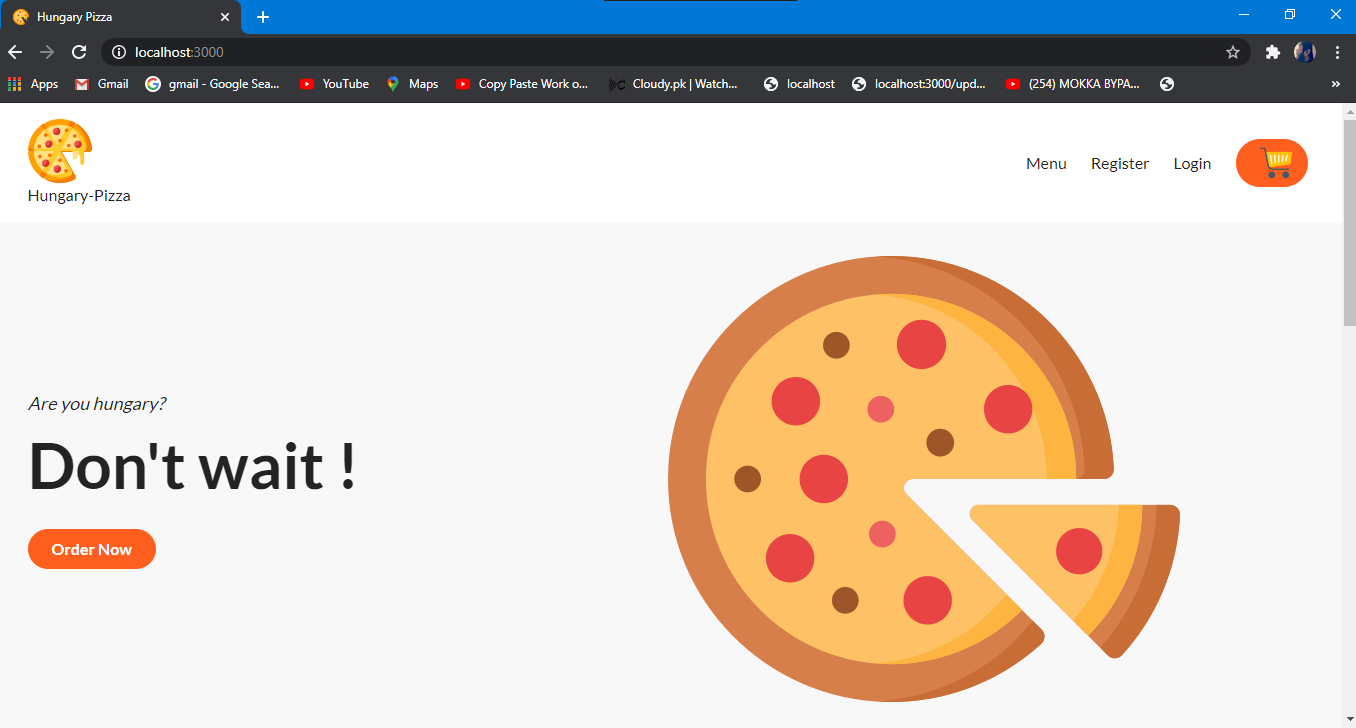 Hungary Pizza
localhost:3000
Apps Gmail gmail - Google Sea... YouTube Maps Copy Paste Work o... Cloudy.pk | Watch... localhost localhost:3000/upd... (254) MOKKA BYPA... »
Hungary-Pizza
Menu Register Login
Are you hungary?
Don't wait !
Order Now